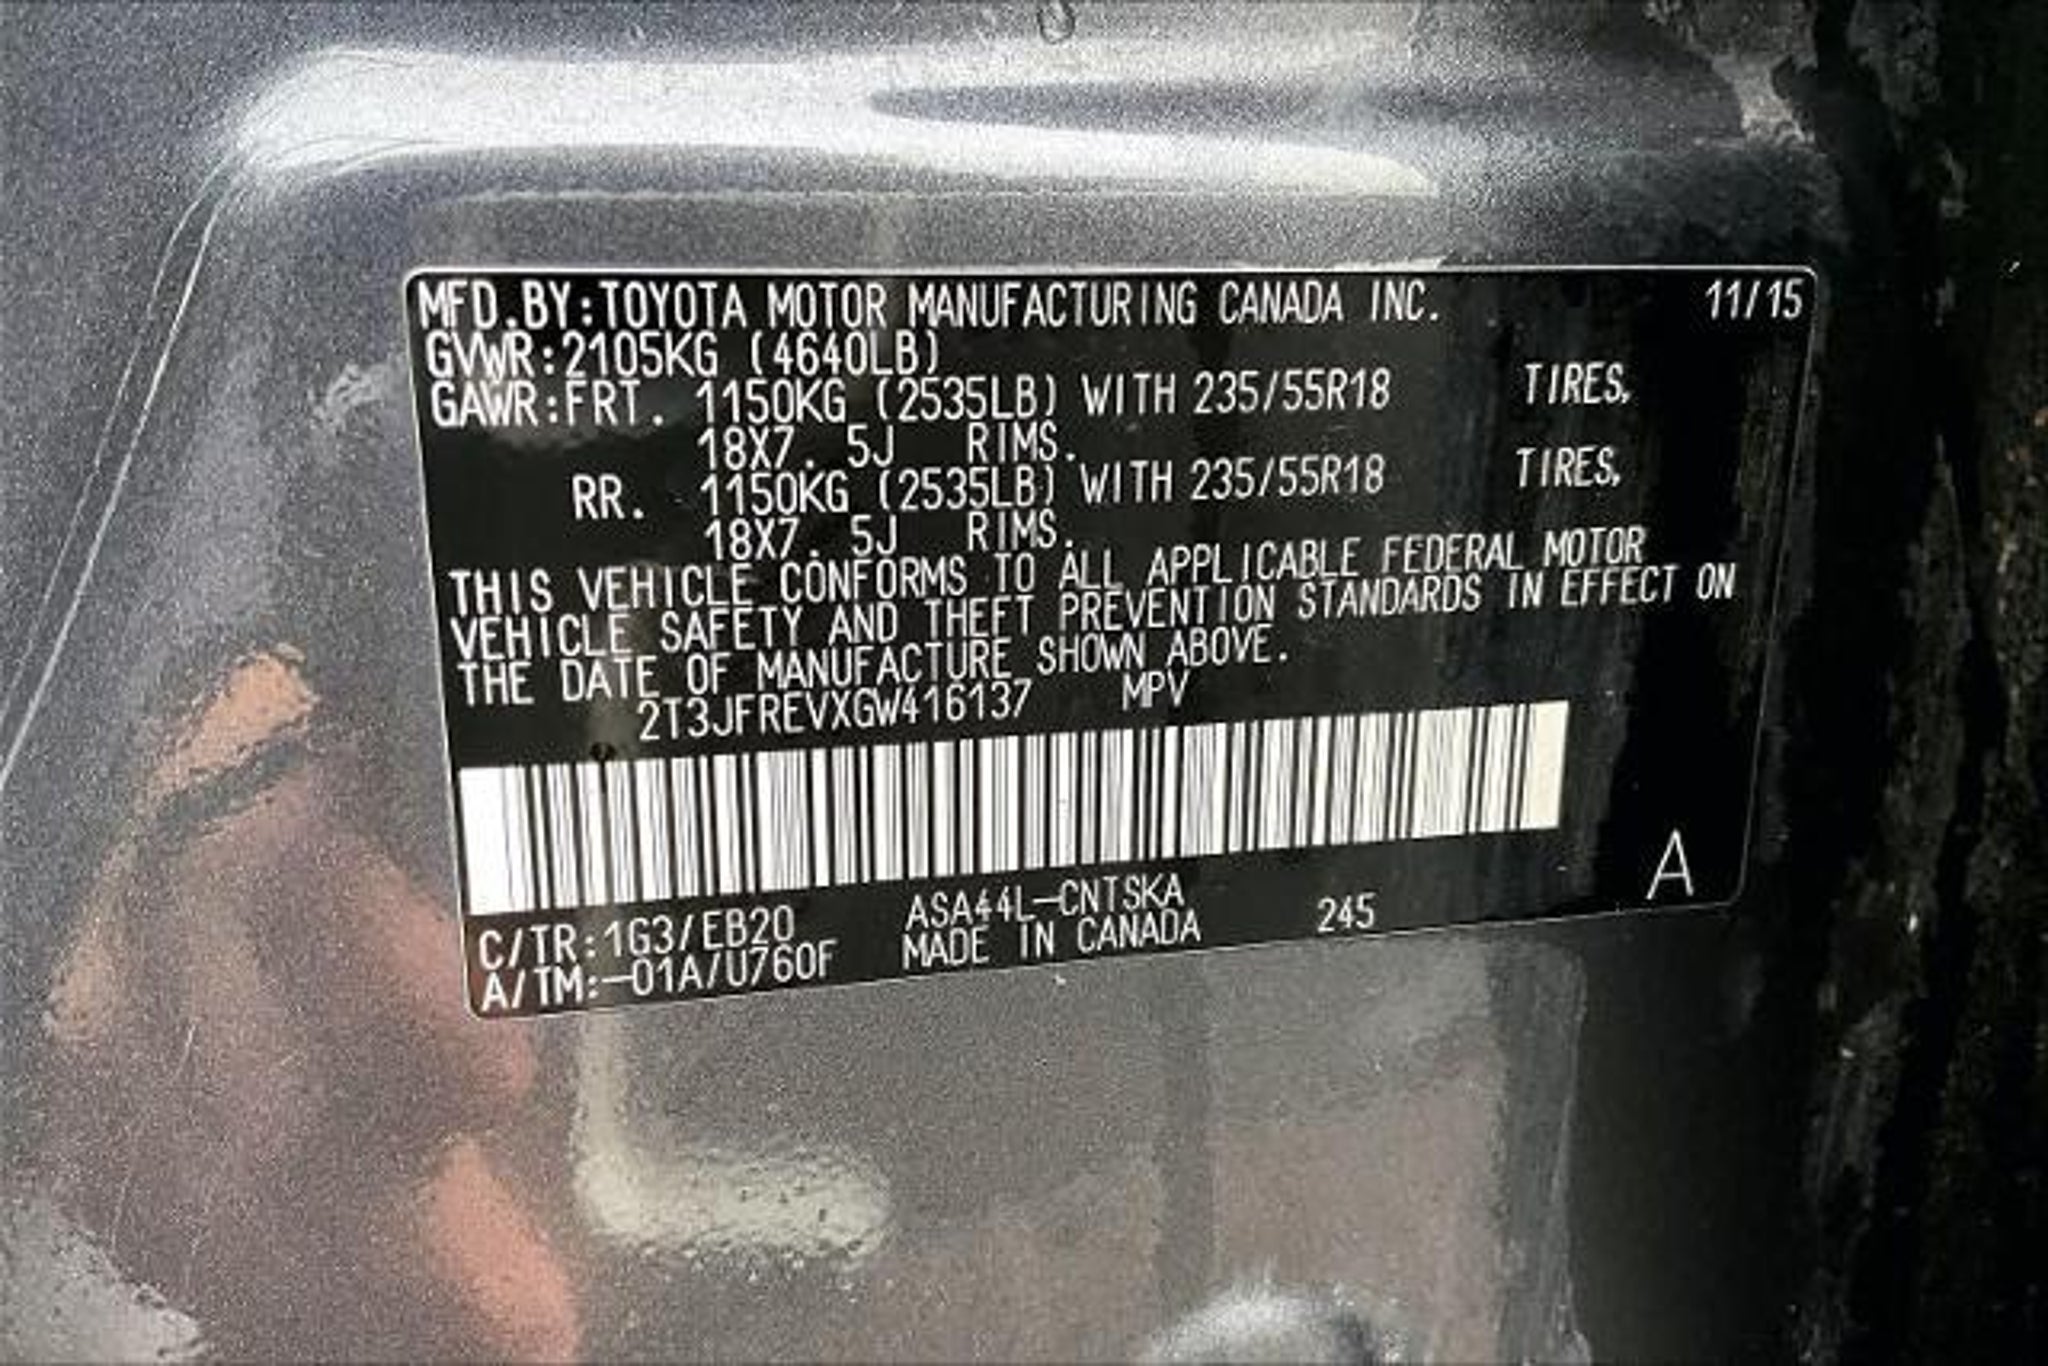 MFD.BY:TOYOTA MOTOR MANUFACTURING CANADA INC. 11/15
GVWR:2105KG (4640LB)
GAWR:FRT. 1150KG (2535LB) WITH 235/55R18 TIRES,
18X7. 5J RIMS.
RR. 1150KG (2535LB) WITH 235/55R18 TIRES,
18X7. 5J RIMS.
THIS VEHICLE CONFORMS TO ALL APPLICABLE FEDERAL MOTOR
VEHICLE SAFETY AND THEFT PREVENTION STANDARDS IN EFFECT ON
THE DATE OF MANUFACTURE SHOWN ABOVE.
2T3JFREVXGW416137 MPV
C/TR:1G3/EB20 ASA44L-CNTSKA 245 A
A/TM:-01A/U760F MADE IN CANADA